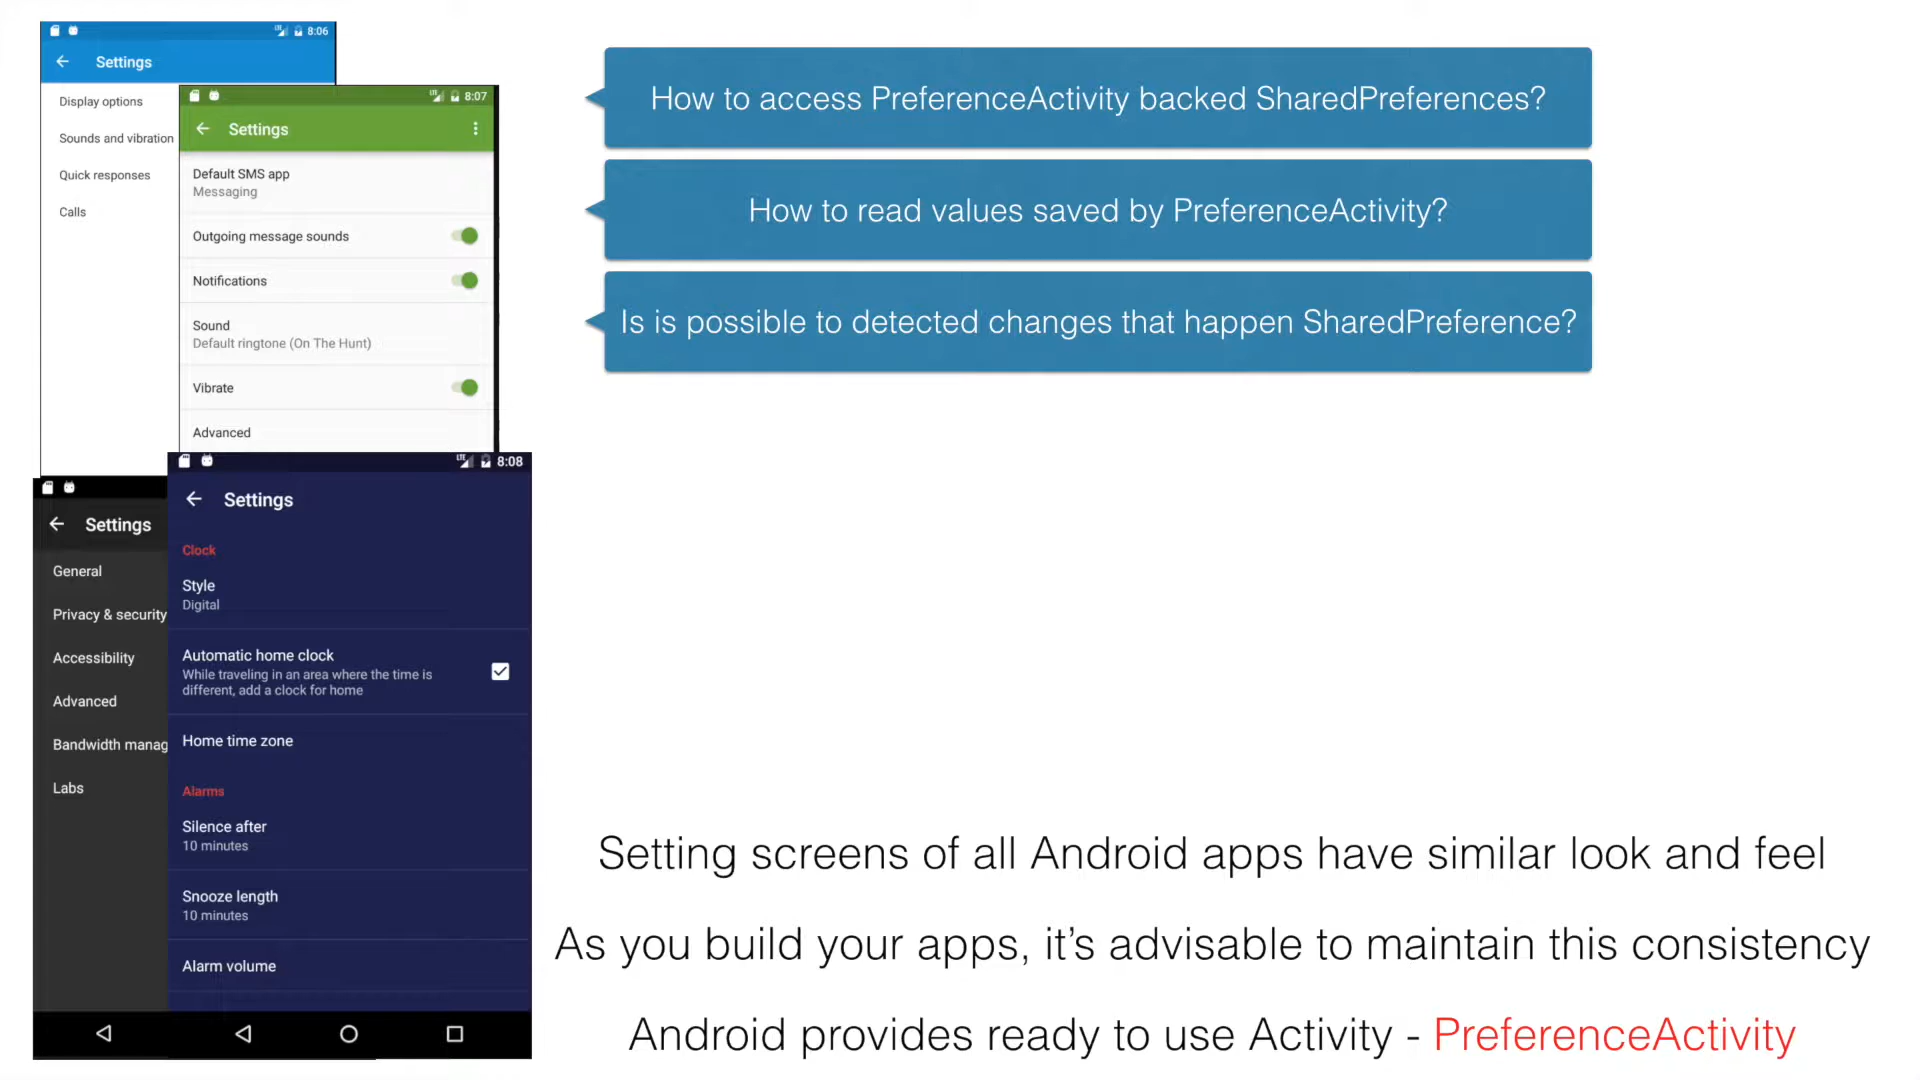 8:06
Settings
Display options
Sounds and vibration
Quick responses
Calls
LTE 8:07
Settings
Default SMS app
Messaging
Outgoing message sounds
Notifications
Sound
Default ringtone (On The Hunt)
Vibrate
Advanced
Settings
General
Privacy & security
Accessibility
Advanced
Bandwidth manag
Labs
LTE 8:08
Settings
Clock
Style
Digital
Automatic home clock
While traveling in an area where the time is
different, add a clock for home
Home time zone
Alarms
Silence after
10 minutes
Snooze length
10 minutes
Alarm volume
How to access PreferenceActivity backed SharedPreferences?
How to read values saved by PreferenceActivity?
Is is possible to detected changes that happen SharedPreference?
Setting screens of all Android apps have similar look and feel
As you build your apps, it's advisable to maintain this consistency
Android provides ready to use Activity - PreferenceActivity